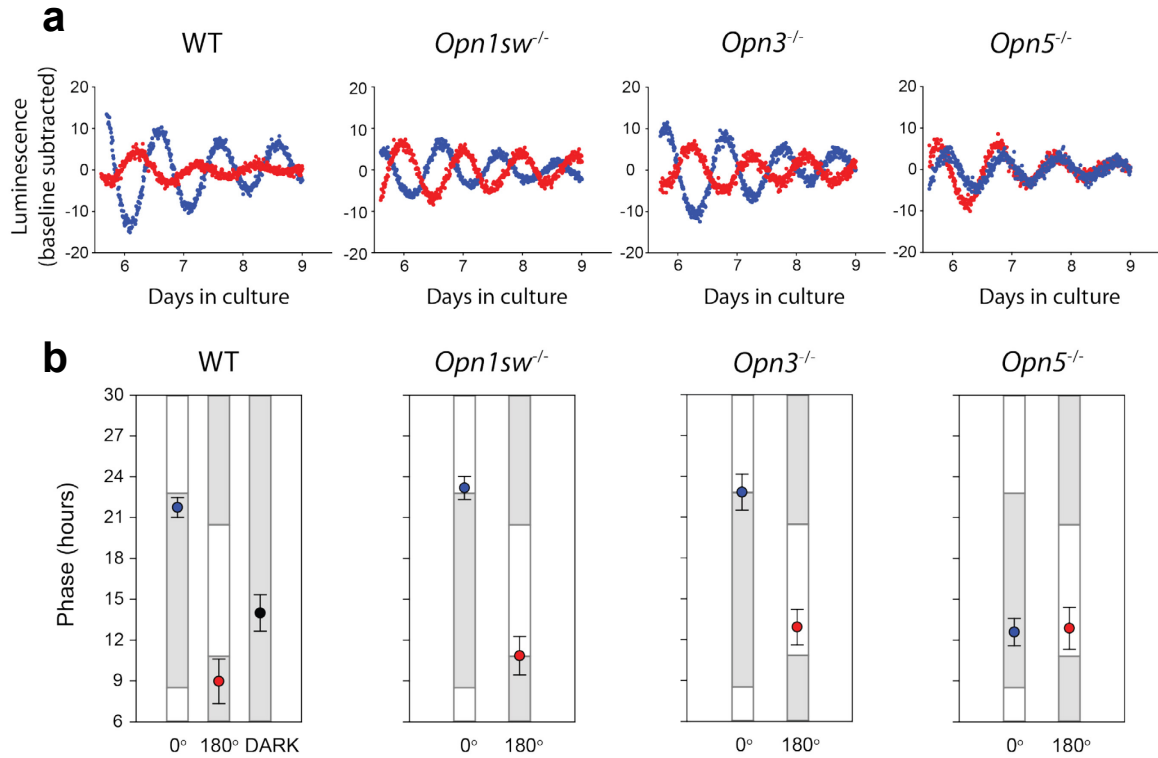 a
WT
Opn1sw-/-
Opn3-/-
Opn5-/-
Luminescence
(baseline subtracted)
20
10
0
-10
-20
6 7 8 9
Days in culture
20
10
0
-10
-20
6 7 8 9
Days in culture
20
10
0
-10
-20
6 7 8 9
Days in culture
20
10
0
-10
-20
6 7 8 9
Days in culture
b
WT
Opn1sw-/-
Opn3-/-
Opn5-/-
Phase (hours)
30
27
24
21
18
15
12
9
6
0° 180° DARK
0° 180°
0° 180°
0° 180°